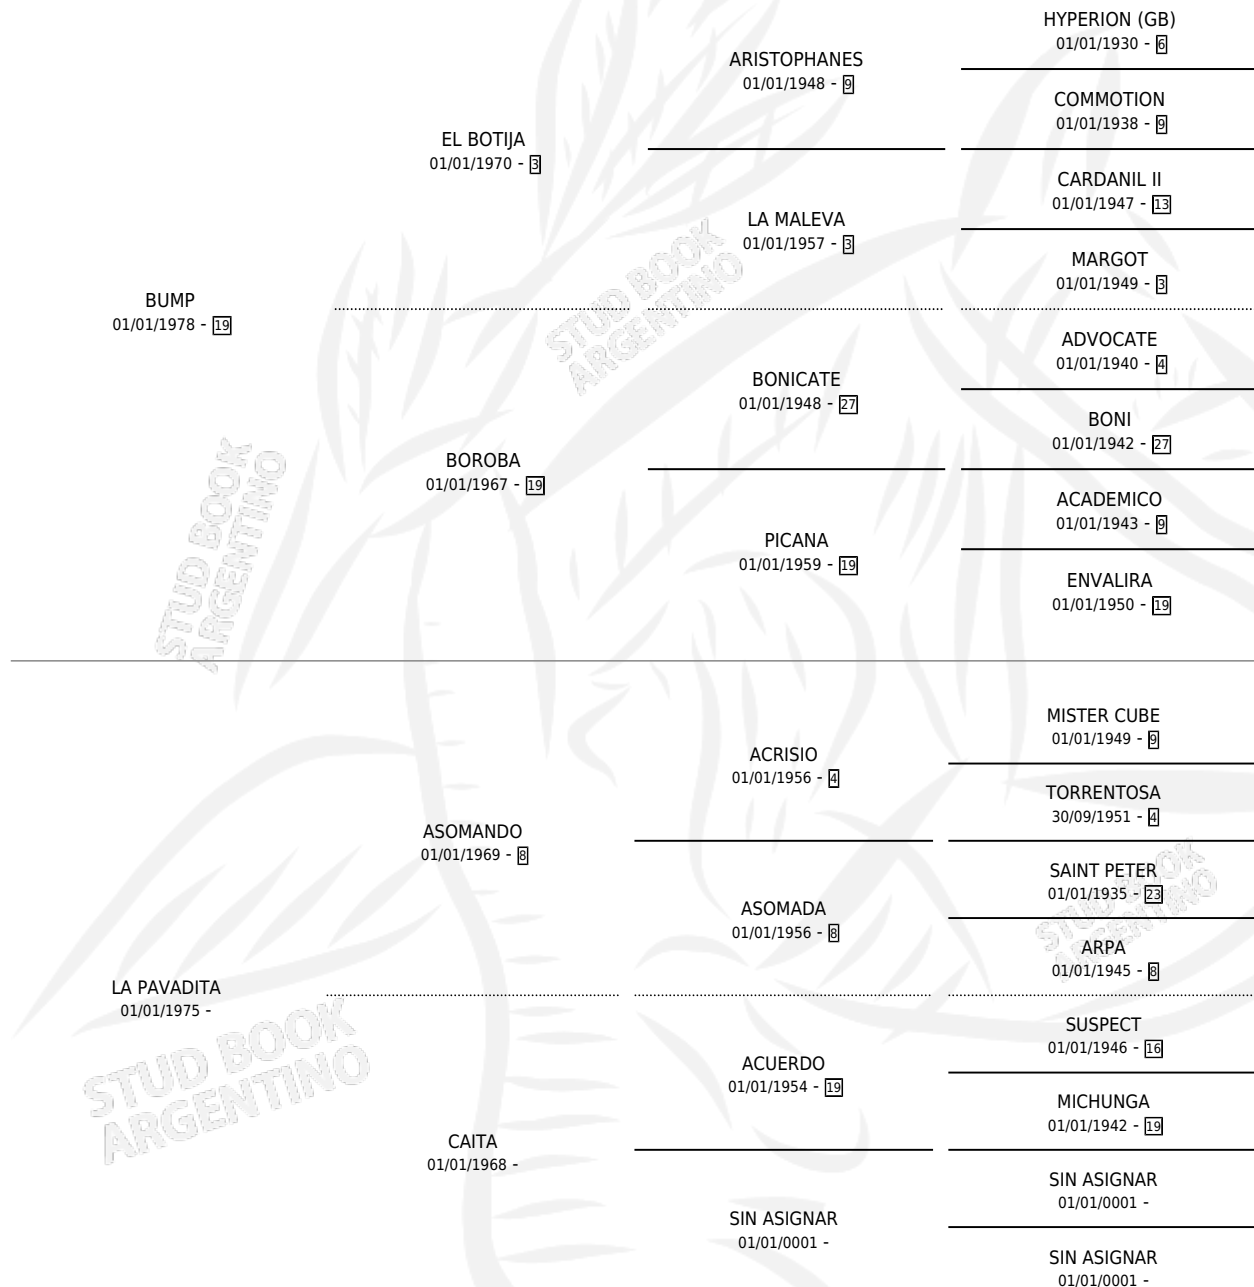 HYPERION (GB)
01/01/1930 - 6
ARISTOPHANES
01/01/1948 - 9
COMMOTION
01/01/1938 - 9
EL BOTIJA
01/01/1970 - 3
CARDANIL II
01/01/1947 - 13
LA MALEVA
01/01/1957 - 3
MARGOT
01/01/1949 - 3
BUMP
01/01/1978 - 19
ADVOCATE
01/01/1940 - 4
BONICATE
01/01/1948 - 27
BONI
01/01/1942 - 27
BOROBA
01/01/1967 - 19
ACADEMICO
01/01/1943 - 9
PICANA
01/01/1959 - 19
ENVALIRA
01/01/1950 - 19
MISTER CUBE
01/01/1949 - 9
ACRISIO
01/01/1956 - 4
TORRENTOSA
30/09/1951 - 4
ASOMANDO
01/01/1969 - 8
SAINT PETER
01/01/1935 - 23
ASOMADA
01/01/1956 - 8
ARPA
01/01/1945 - 8
LA PAVADITA
01/01/1975 -
SUSPECT
01/01/1946 - 16
ACUERDO
01/01/1954 - 19
MICHUNGA
01/01/1942 - 19
CAITA
01/01/1968 -
SIN ASIGNAR
01/01/0001 -
SIN ASIGNAR
01/01/0001 -
SIN ASIGNAR
01/01/0001 -
STUD BOOK
ARGENTINO
STUD BOOK
ARGENTINO
STUD BOOK
ARGENTINO
STUD BOOK
ARGENTINO